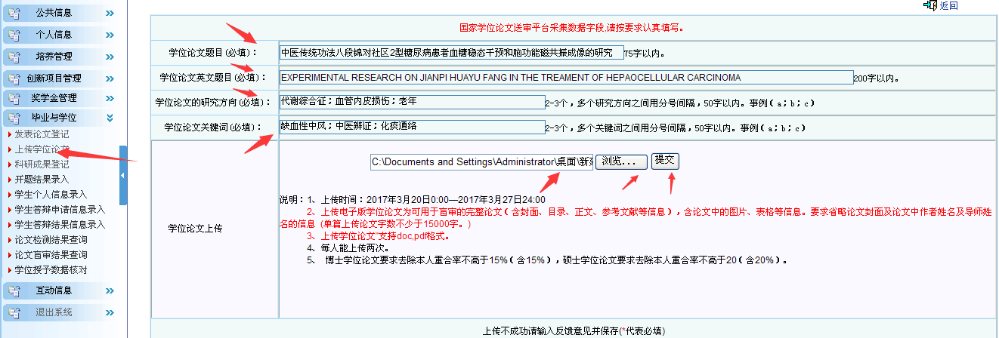 返回
公共信息
个人信息
培养管理
创新项目管理
奖学金管理
毕业与学位
发表论文登记
上传学位论文
科研成果登记
开题结果录入
学生个人信息录入
学生答辩申请信息录入
学生答辩结果信息录入
论文检测结果查询
论文盲审结果查询
学位授予数据核对
互动信息
退出系统
国家学位论文送审平台采集数据字段,请按要求认真填写。
学位论文题目(必填)： 中医传统功法八段锦对社区2型糖尿病患者血糖稳态干预和脑功能磁共振成像的研究 75字以内。
学位论文英文题目(必填)： EXPERIMENTAL RESEARCH ON JIANPI HUAYU FANG IN THE TREAMENT OF HEPAOCELLULAR CARCINOMA 200字以内。
学位论文的研究方向(必填)： 代谢综合征；血管内皮损伤；老年 2-3个，多个研究方向之间用分号间隔，50字以内。事例（a；b；c）
学位论文关键词(必填)： 缺血性中风；中医辨证；化痰通络 2-3个，多个关键词之间用分号间隔，50字以内。事例（a；b；c）
学位论文上传
C:\Documents and Settings\Administrator\桌面\新 浏览... 提交
说明：1、上传时间：2017年3月20日0:00—2017年3月27日24:00
2、上传电子版学位论文为可用于盲审的完整论文（含封面、目录、正文、参考文献等信息），含论文中的图片、表格等信息。要求省略论文封面及论文中作者姓名及导师姓
名的信息（单篇上传论文字数不少于15000字。）
3、上传学位论文"支持doc,pdf格式。
4、每人能上传两次。
5、 博士学位论文要求去除本人重合率不高于15%（含15%），硕士学位论文要求去除本人重合率不高于20（含20%）。
上传不成功请输入反馈意见并保存(*代表必填)